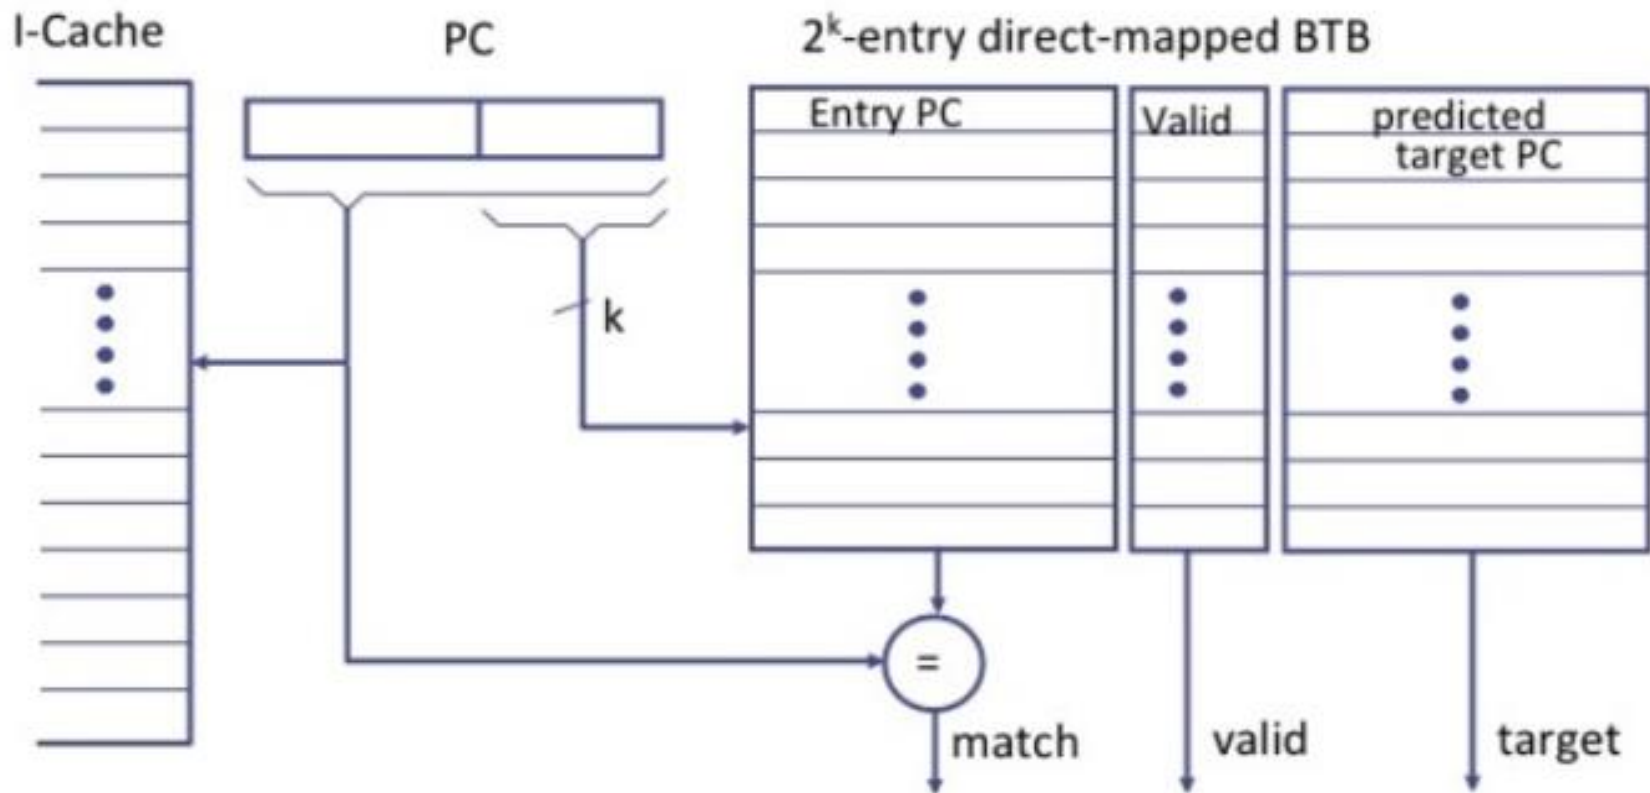 I-Cache
PC
2ᵏ-entry direct-mapped BTB
Entry PC
Valid
predicted
target PC
k
=
match
valid
target